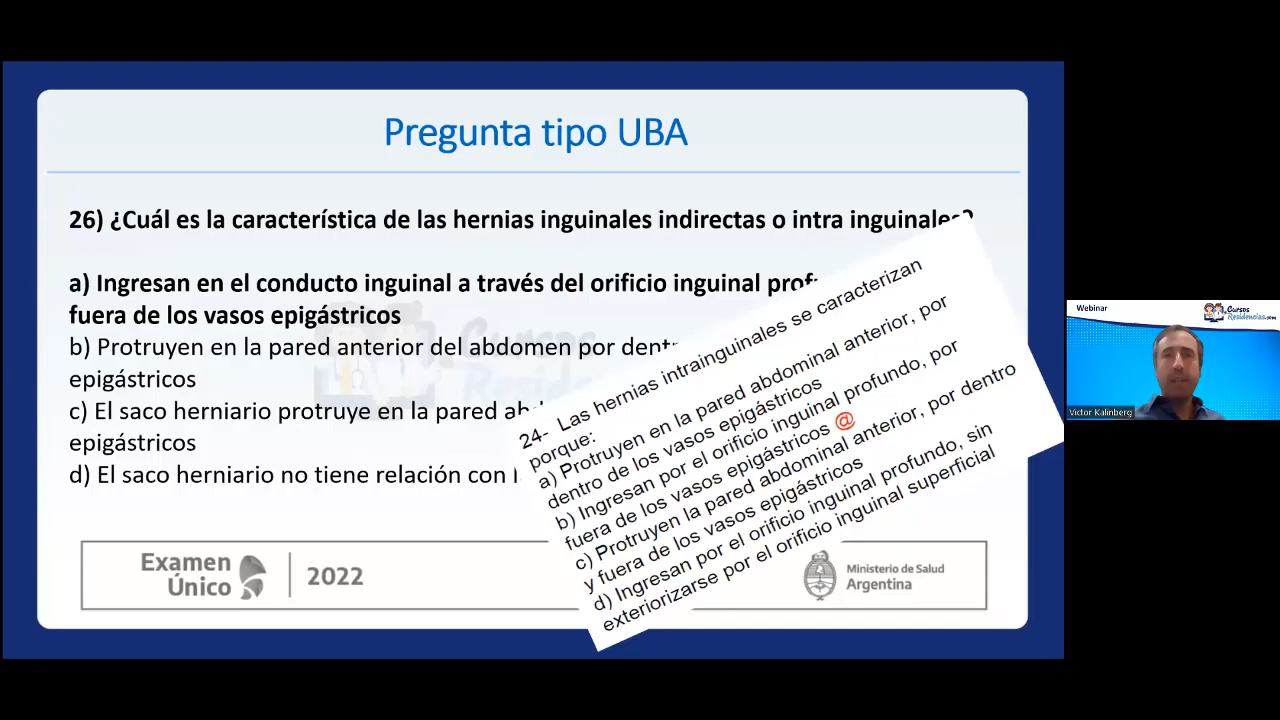 Pregunta tipo UBA
26) ¿Cuál es la característica de las hernias inguinales indirectas o intra inguinales?
a) Ingresan en el conducto inguinal a través del orificio inguinal
fuera de los vasos epigástricos
b) Protruyen en la pared anterior del abdomen por
epigástricos
c) El saco herniario protruye en la pared
epigástricos
d) El saco herniario no tiene relación con
24- Las hernias intrainguinales se caracterizan
porque:
a) Protruyen en la pared abdominal anterior, por
dentro de los vasos epigástricos
b) Ingresan por el orificio inguinal profundo, por
fuera de los vasos epigástricos @
c) Protruyen la pared abdominal anterior, por dentro
y fuera de los vasos epigástricos
d) Ingresan por el orificio inguinal profundo, sin
exteriorizarse por el orificio inguinal superficial
Cursos
Residencias.com
Examen
Único
2022
Ministerio de Salud
Argentina
Webinar
Cursos
Residencias.com
Victor Kalinberg